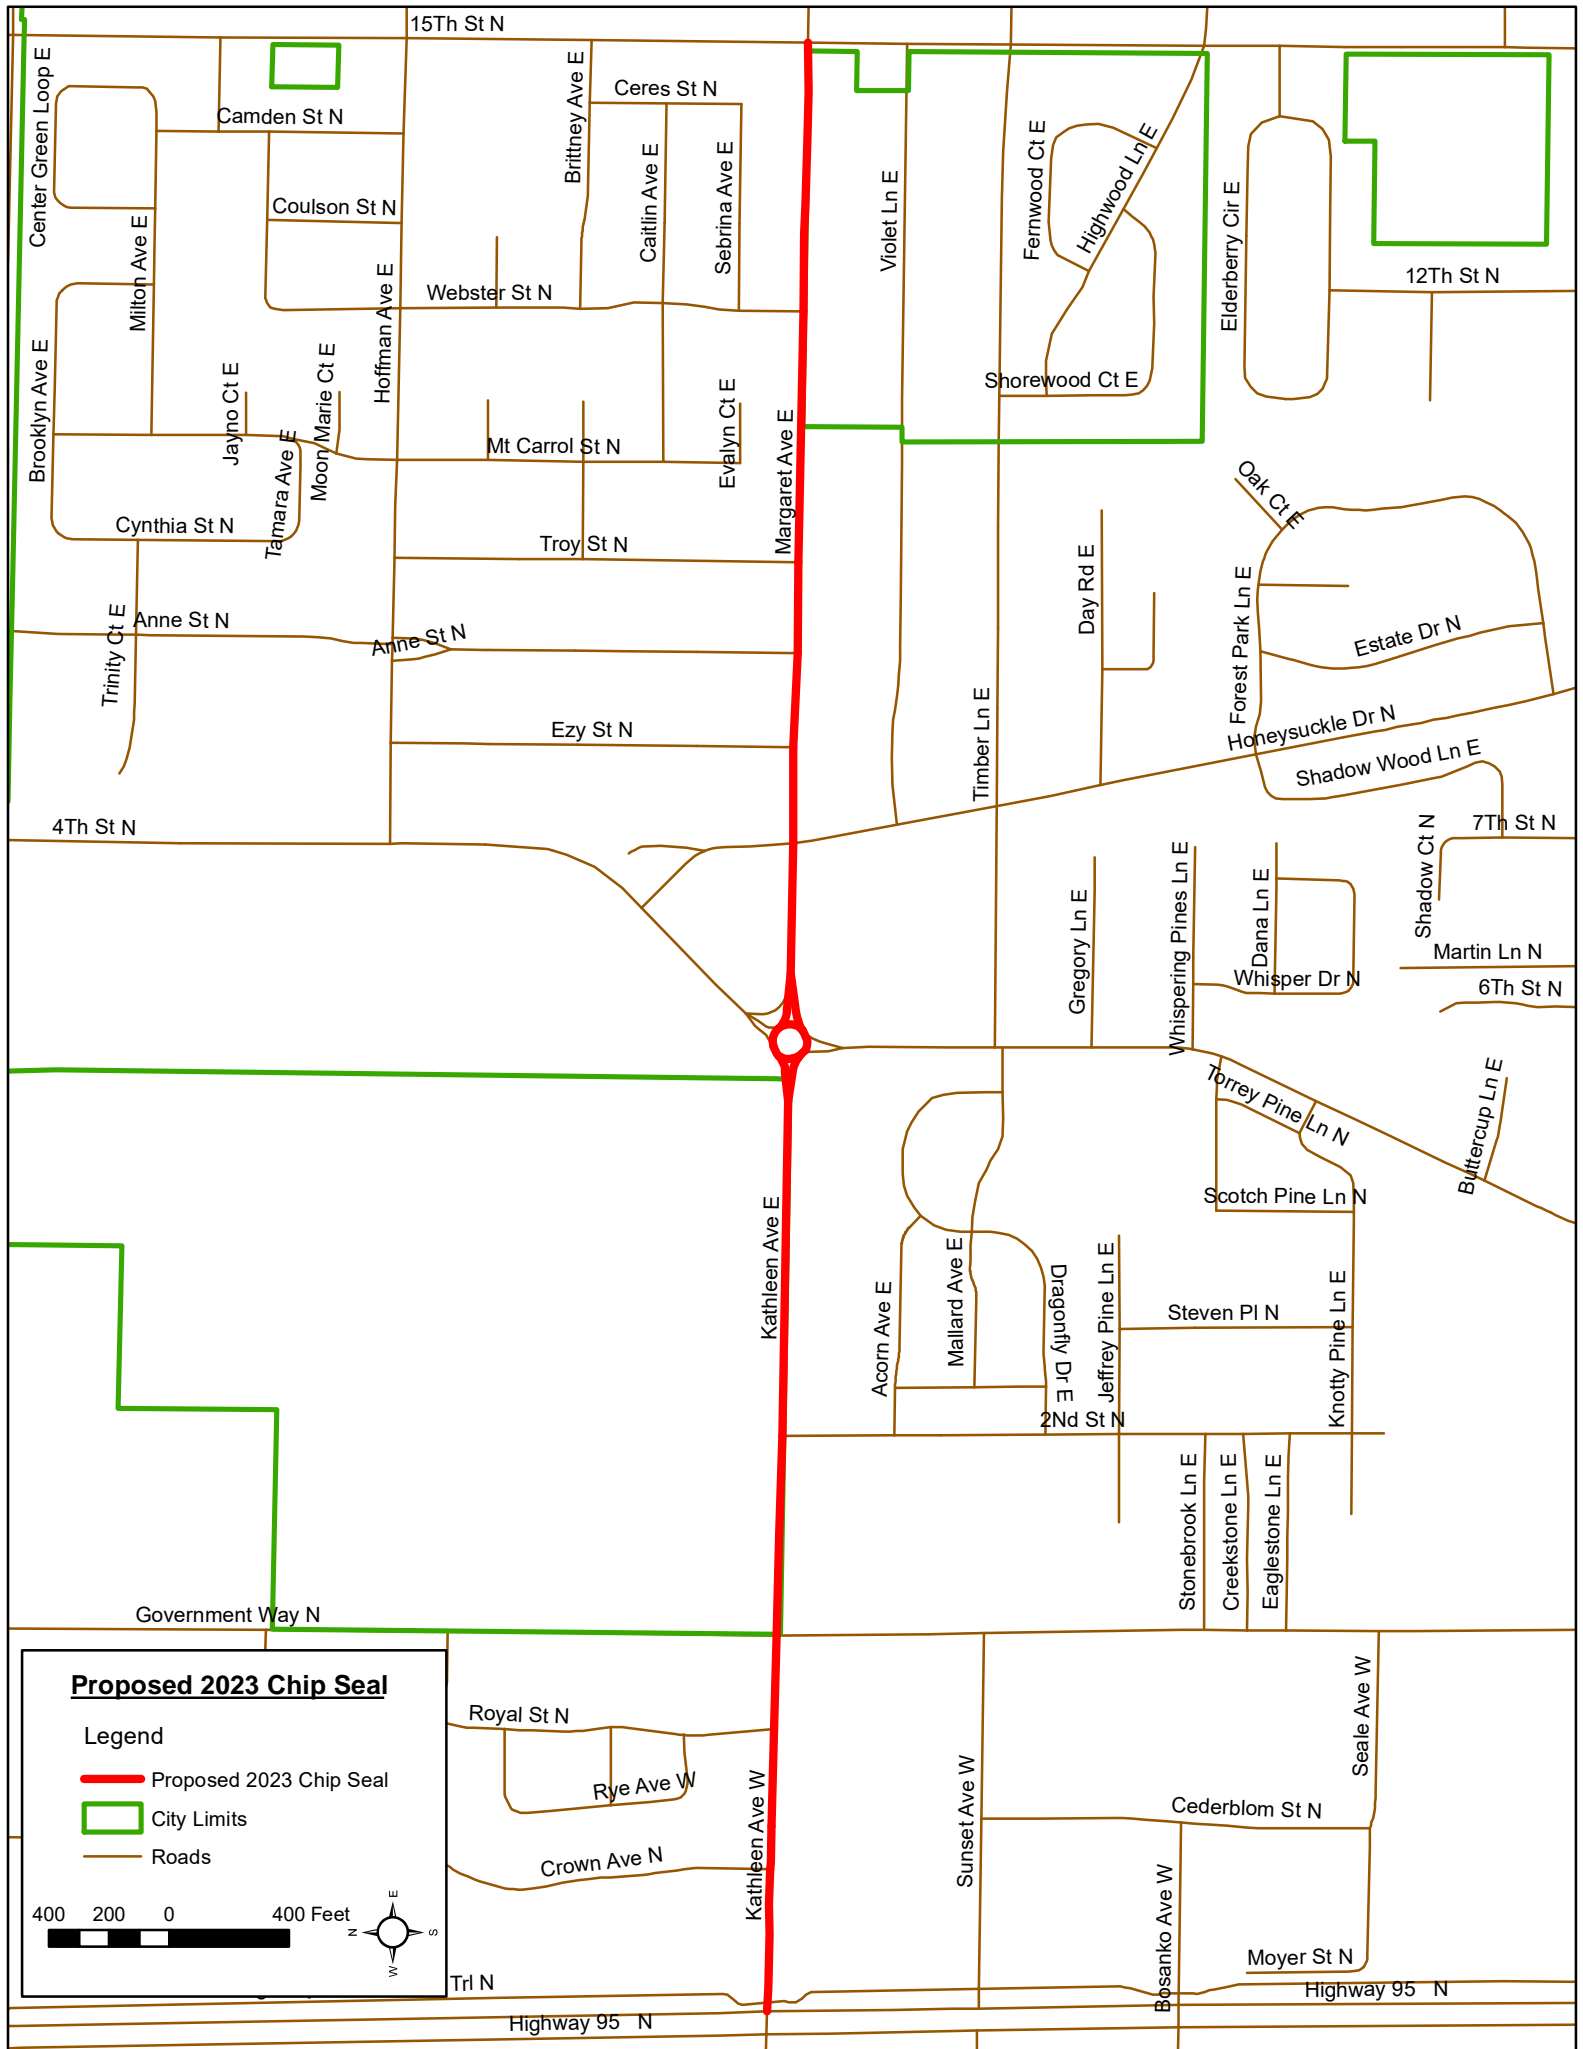 15Th St N
Center Green Loop E
Camden St N
Brittney Ave E
Ceres St N
Caitlin Ave E
Sebrina Ave E
Violet Ln E
Fernwood Ct E
Highwood Ln E
Elderberry Cir E
Coulson St N
Milton Ave E
Hoffman Ave E
Webster St N
12Th St N
Brooklyn Ave E
Jayno Ct E
Moon Marie Ct E
Tamara Ave E
Mt Carrol St N
Evalyn Ct E
Margaret Ave E
Shorewood Ct E
Cynthia St N
Troy St N
Oak Ct E
Day Rd E
Trinity Ct E
Anne St N
Anne St N
Forest Park Ln E
Estate Dr N
Ezy St N
Timber Ln E
Honeysuckle Dr N
Shadow Wood Ln E
4Th St N
7Th St N
Shadow Ct N
Gregory Ln E
Whispering Pines Ln E
Dana Ln E
Whisper Dr N
Martin Ln N
6Th St N
Torrey Pine Ln N
Buttercup Ln E
Scotch Pine Ln N
Kathleen Ave E
Acorn Ave E
Mallard Ave E
Dragonfly Dr E
Jeffrey Pine Ln E
Steven Pl N
Knotty Pine Ln E
2Nd St N
Stonebrook Ln E
Creekstone Ln E
Eaglestone Ln E
Government Way N
Royal St N
Rye Ave W
Crown Ave N
Kathleen Ave W
Sunset Ave W
Seale Ave W
Cederblom St N
Bosanko Ave W
Moyer St N
Trl N
Highway 95 N
Highway 95 N
Proposed 2023 Chip Seal
Legend
Proposed 2023 Chip Seal
City Limits
Roads
400 200 0 400 Feet
E
N S
W